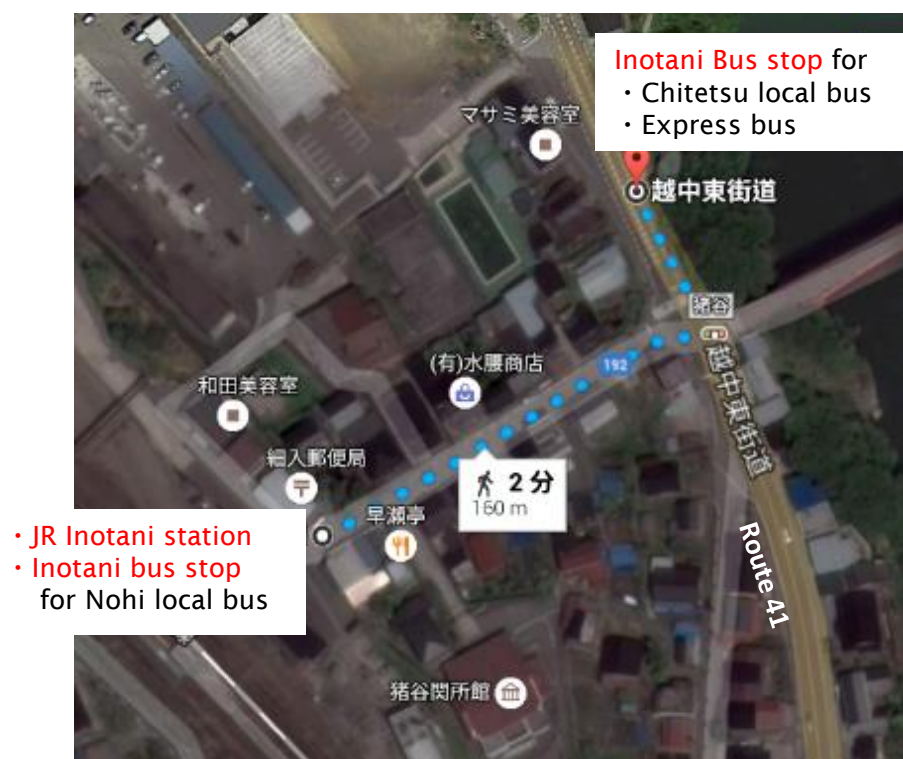 Inotani Bus stop for
・Chitetsu local bus
・Express bus
マサミ美容室
越中東街道
猪谷
192
越中東街道
(有)水腰商店
和田美容室
細入郵便局
2 分
160 m
早瀬亭
・JR Inotani station
・Inotani bus stop
for Nohi local bus
Route 41
猪谷関所館